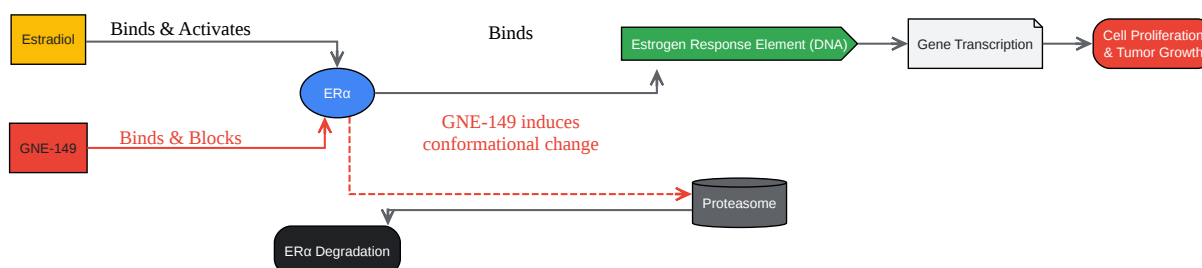 Estradiol
Binds & Activates
Binds
Estrogen Response Element (DNA)
Gene Transcription
Cell Proliferation
& Tumor Growth
ERα
GNE-149
Binds & Blocks
GNE-149 induces
conformational change
Proteasome
ERα Degradation